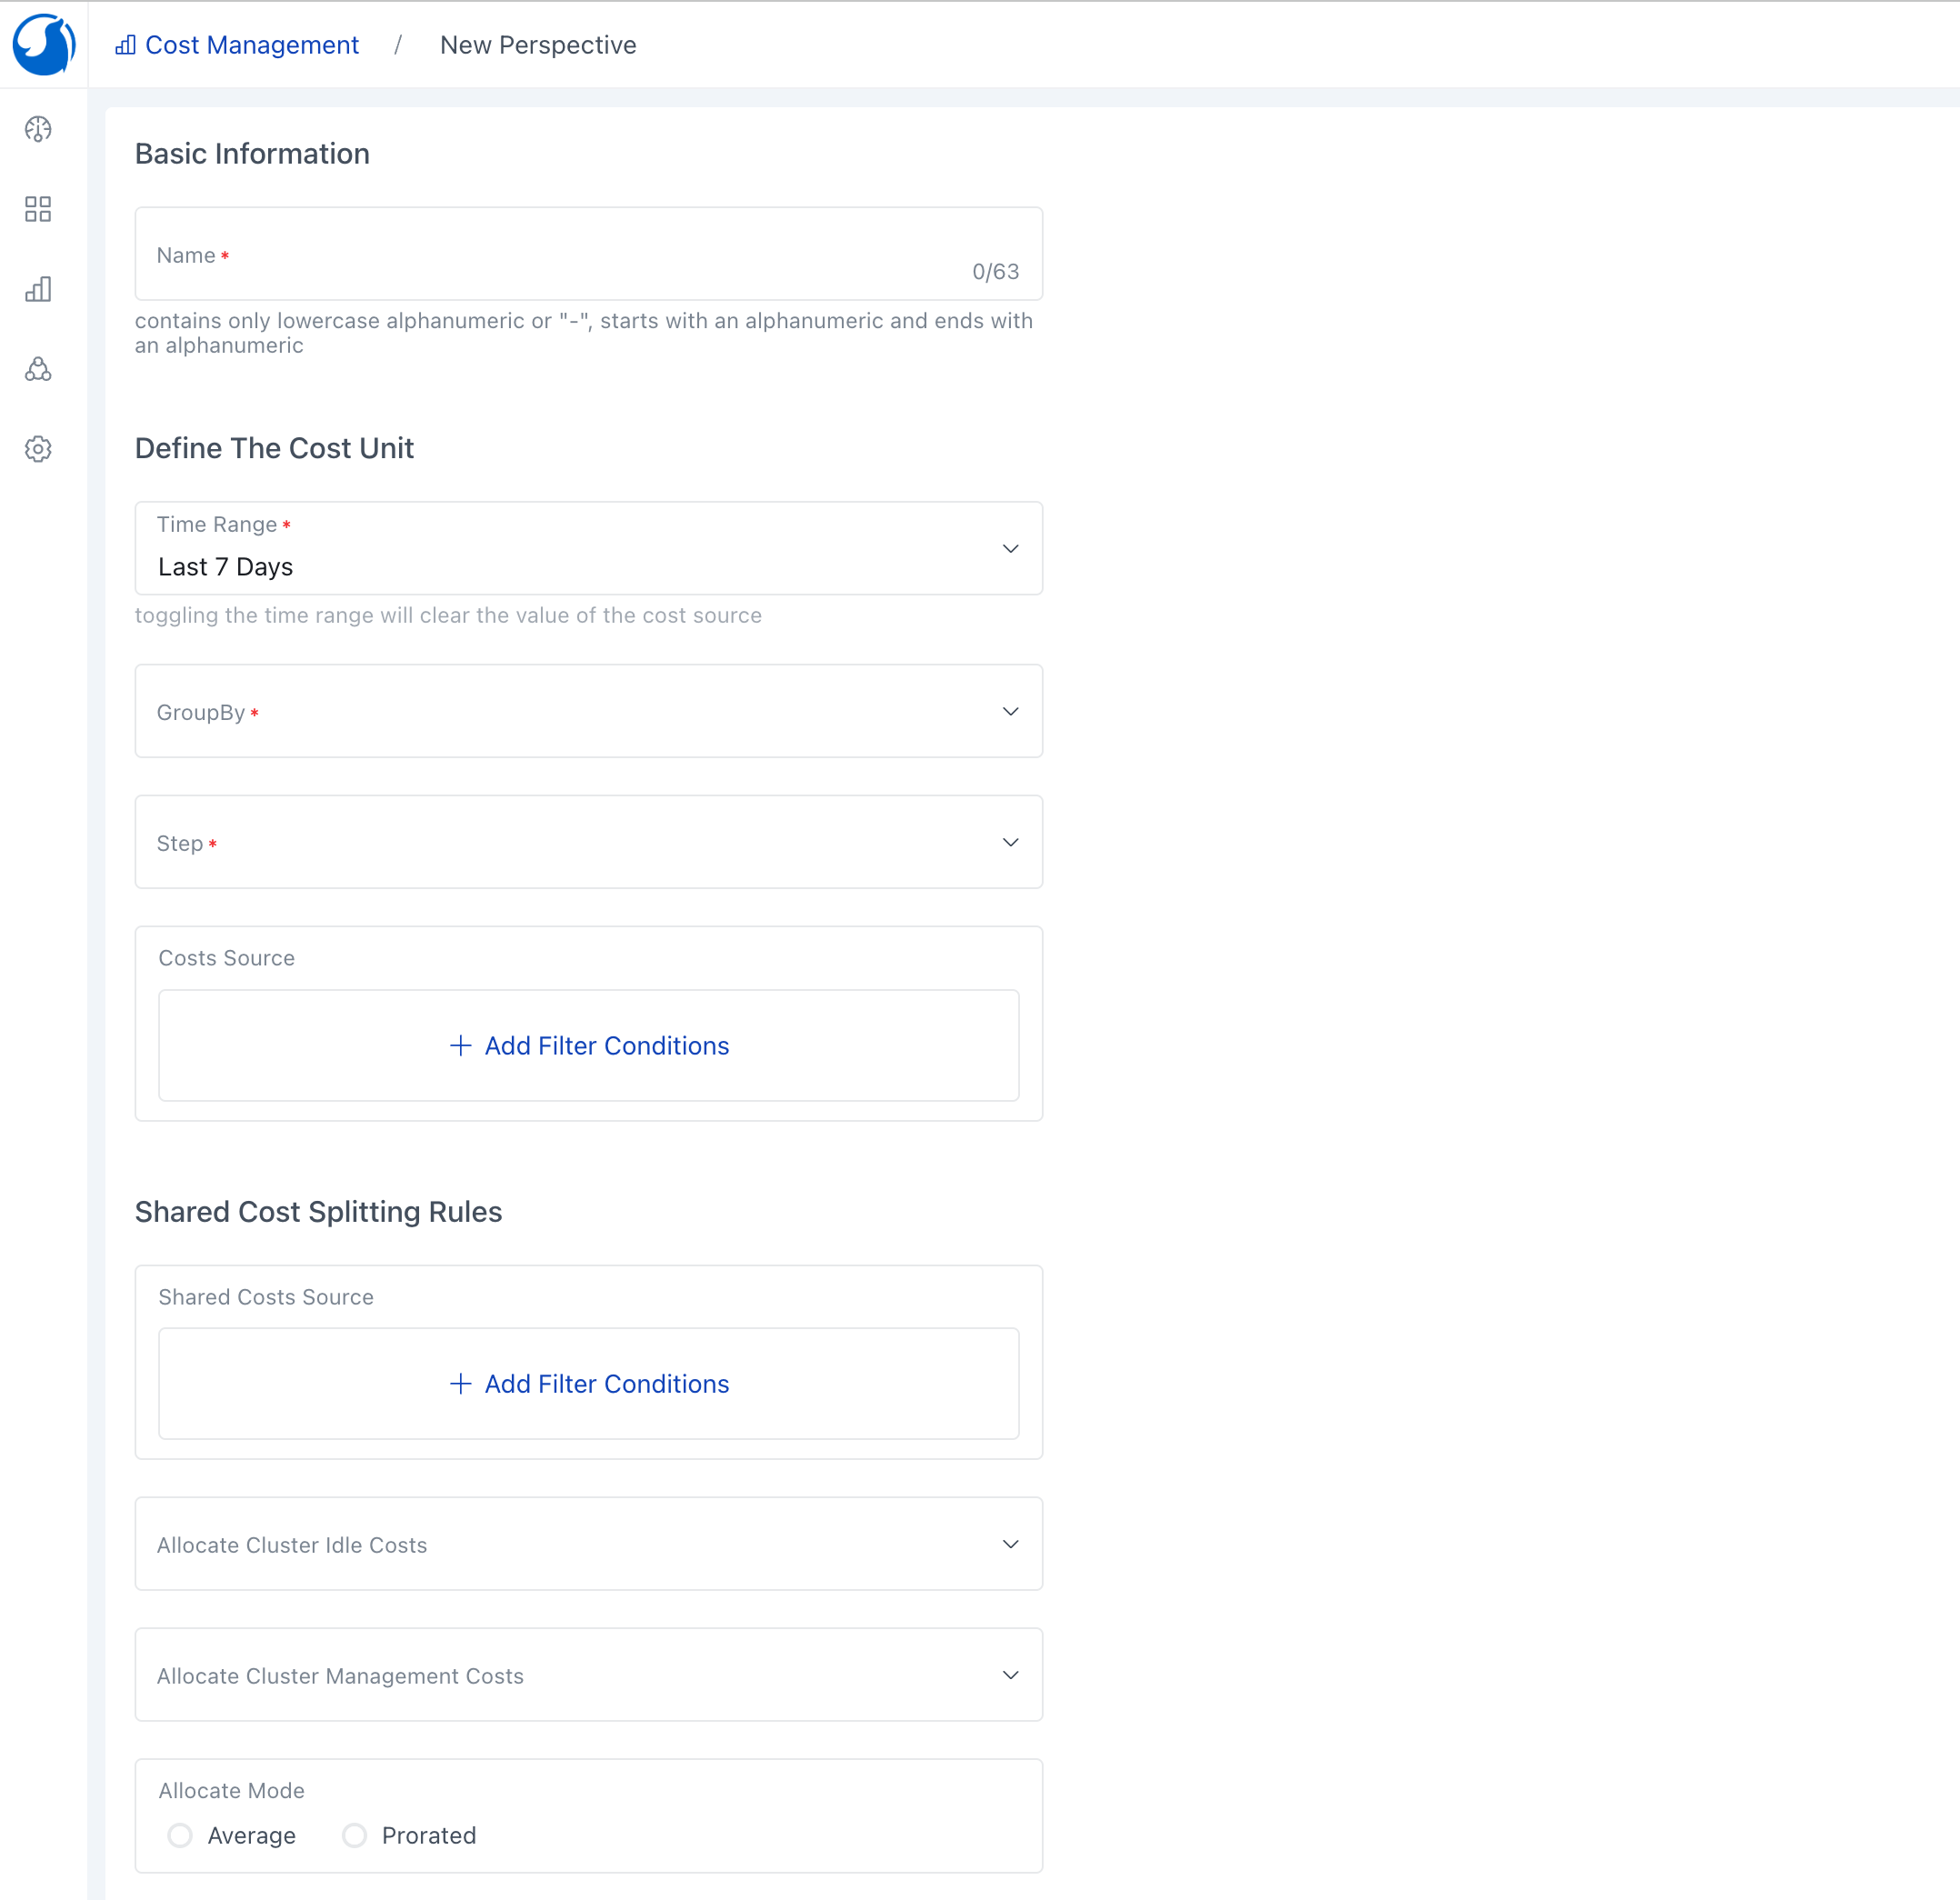 Cost Management / New Perspective
Basic Information
Name *
0/63
contains only lowercase alphanumeric or "-", starts with an alphanumeric and ends with
an alphanumeric
Define The Cost Unit
Time Range *
Last 7 Days
toggling the time range will clear the value of the cost source
GroupBy *
Step *
Costs Source
+ Add Filter Conditions
Shared Cost Splitting Rules
Shared Costs Source
+ Add Filter Conditions
Allocate Cluster Idle Costs
Allocate Cluster Management Costs
Allocate Mode
Average Prorated